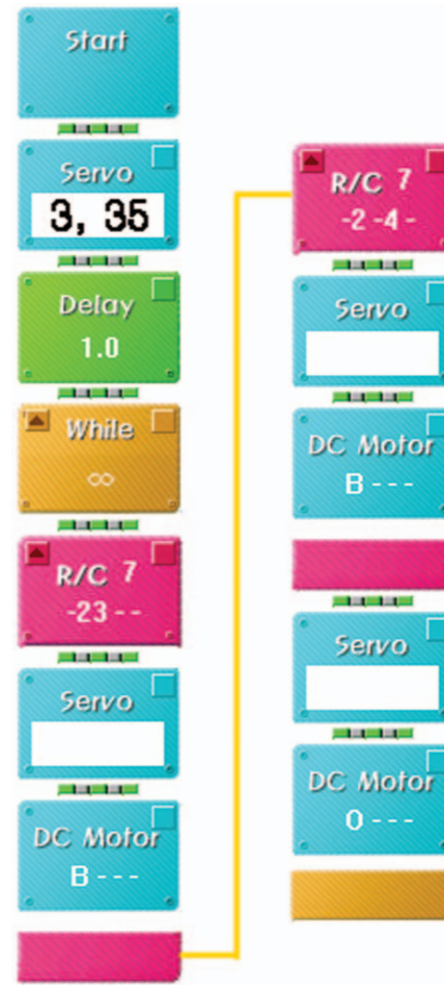 Start
Servo
3, 35
Delay
1.0
While
∞
R/C 7
-23 - -
Servo
DC Motor
B - - -
R/C 7
-2 -4 -
Servo
DC Motor
B - - -
Servo
DC Motor
0 - - -